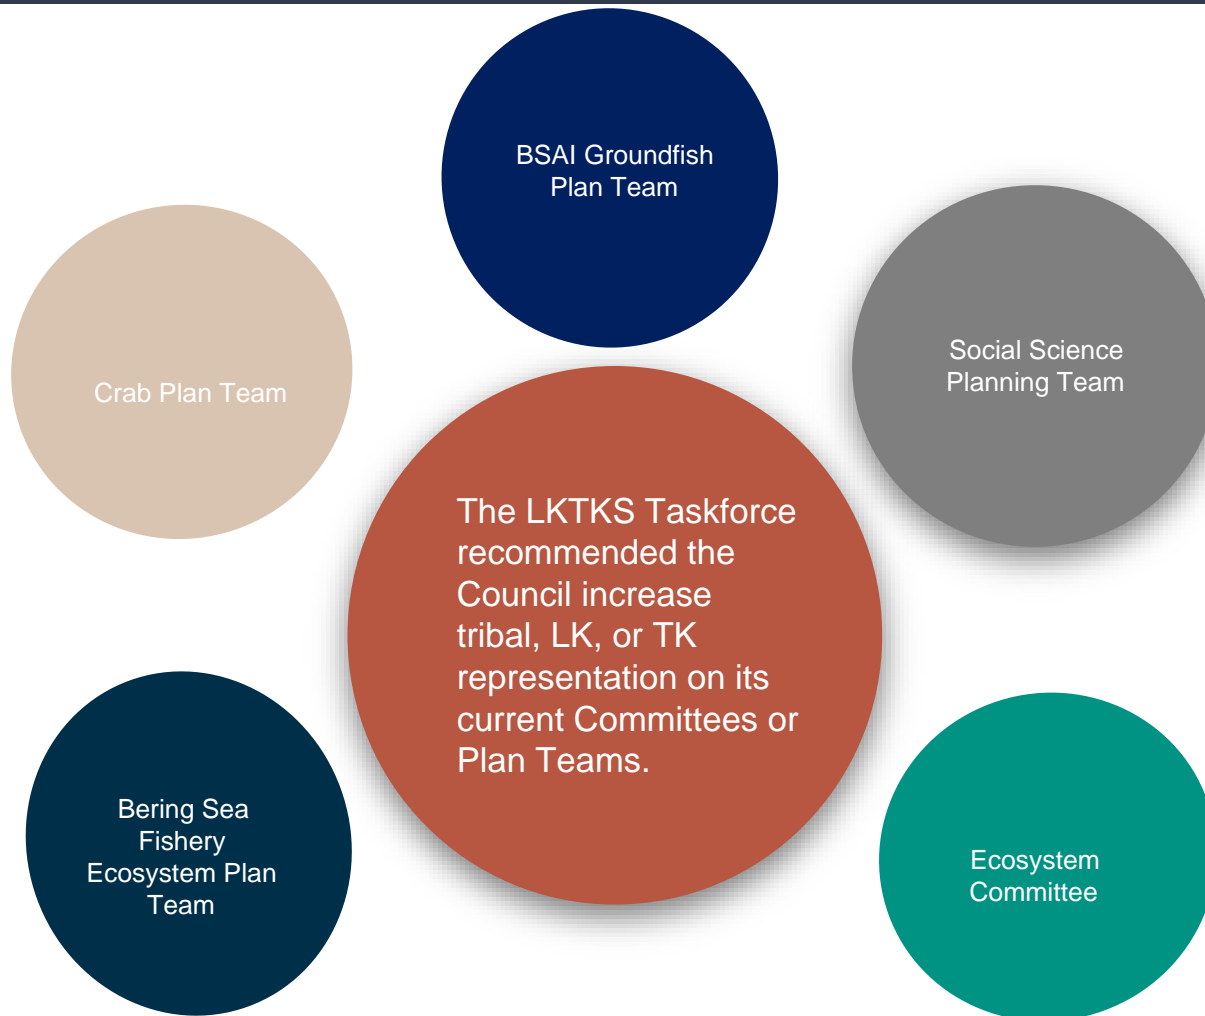 BSAI Groundfish
Plan Team
Social Science
Planning Team
Crab Plan Team
The LKTKS Taskforce
recommended the
Council increase
tribal, LK, or TK
representation on its
current Committees or
Plan Teams.
Bering Sea
Fishery
Ecosystem Plan
Team
Ecosystem
Committee